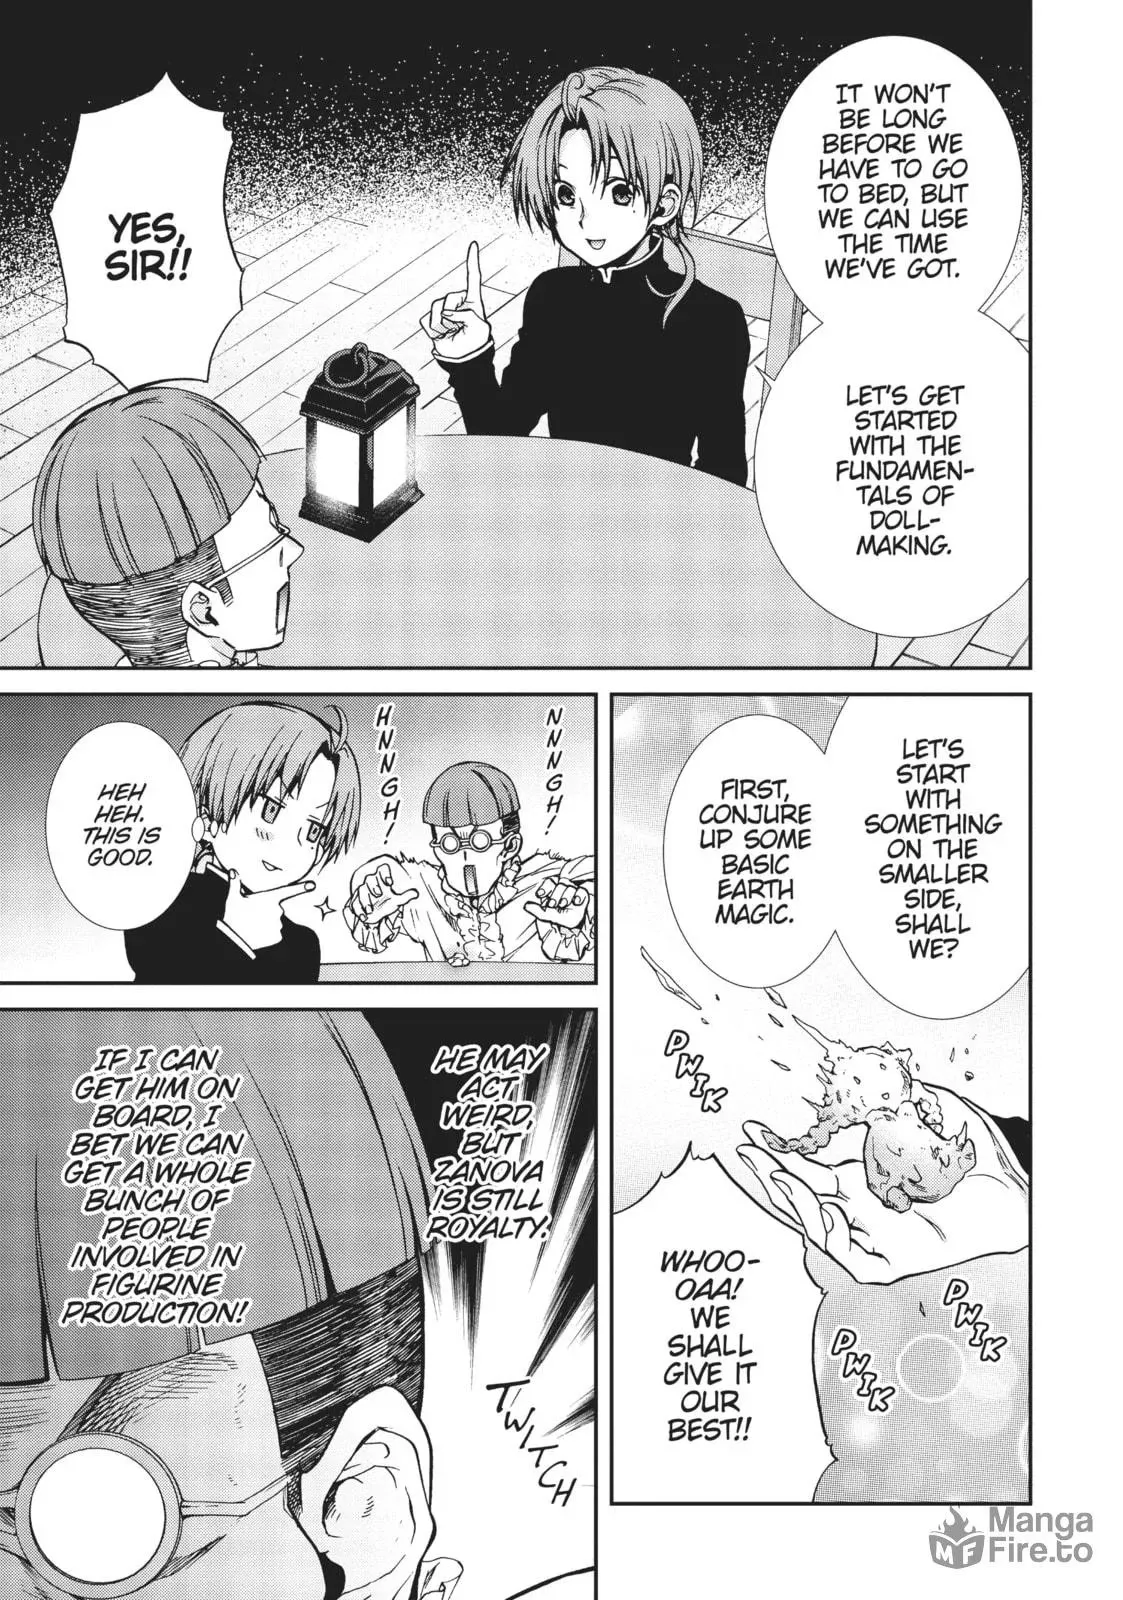 IT WON'T
BE LONG
BEFORE WE
HAVE TO GO
TO BED, BUT
WE CAN USE
THE TIME
WE'VE GOT.
LET'S GET
STARTED
WITH THE
FUNDAMEN-
TALS OF
DOLL-
MAKING.
YES,
SIR!!
LET'S
START
WITH
SOMETHING
ON THE
SMALLER
SIDE,
SHALL
WE?
FIRST,
CONJURE
UP SOME
BASIC
EARTH
MAGIC.
PWIK
PWIK
PWIK
PWIK
WHOO-
OAA!
WE
SHALL
GIVE IT
OUR
BEST!!
NNNGH!
HNNGH!
HEH
HEH.
THIS IS
GOOD.
HE MAY
ACT
WEIRD,
BUT
ZANOVA
IS STILL
ROYALTY.
IF I CAN
GET HIM ON
BOARD, I
BET WE CAN
GET A WHOLE
BUNCH OF
PEOPLE
INVOLVED IN
FIGURINE
PRODUCTION!
TWITCH
MF
Manga
Fire.to